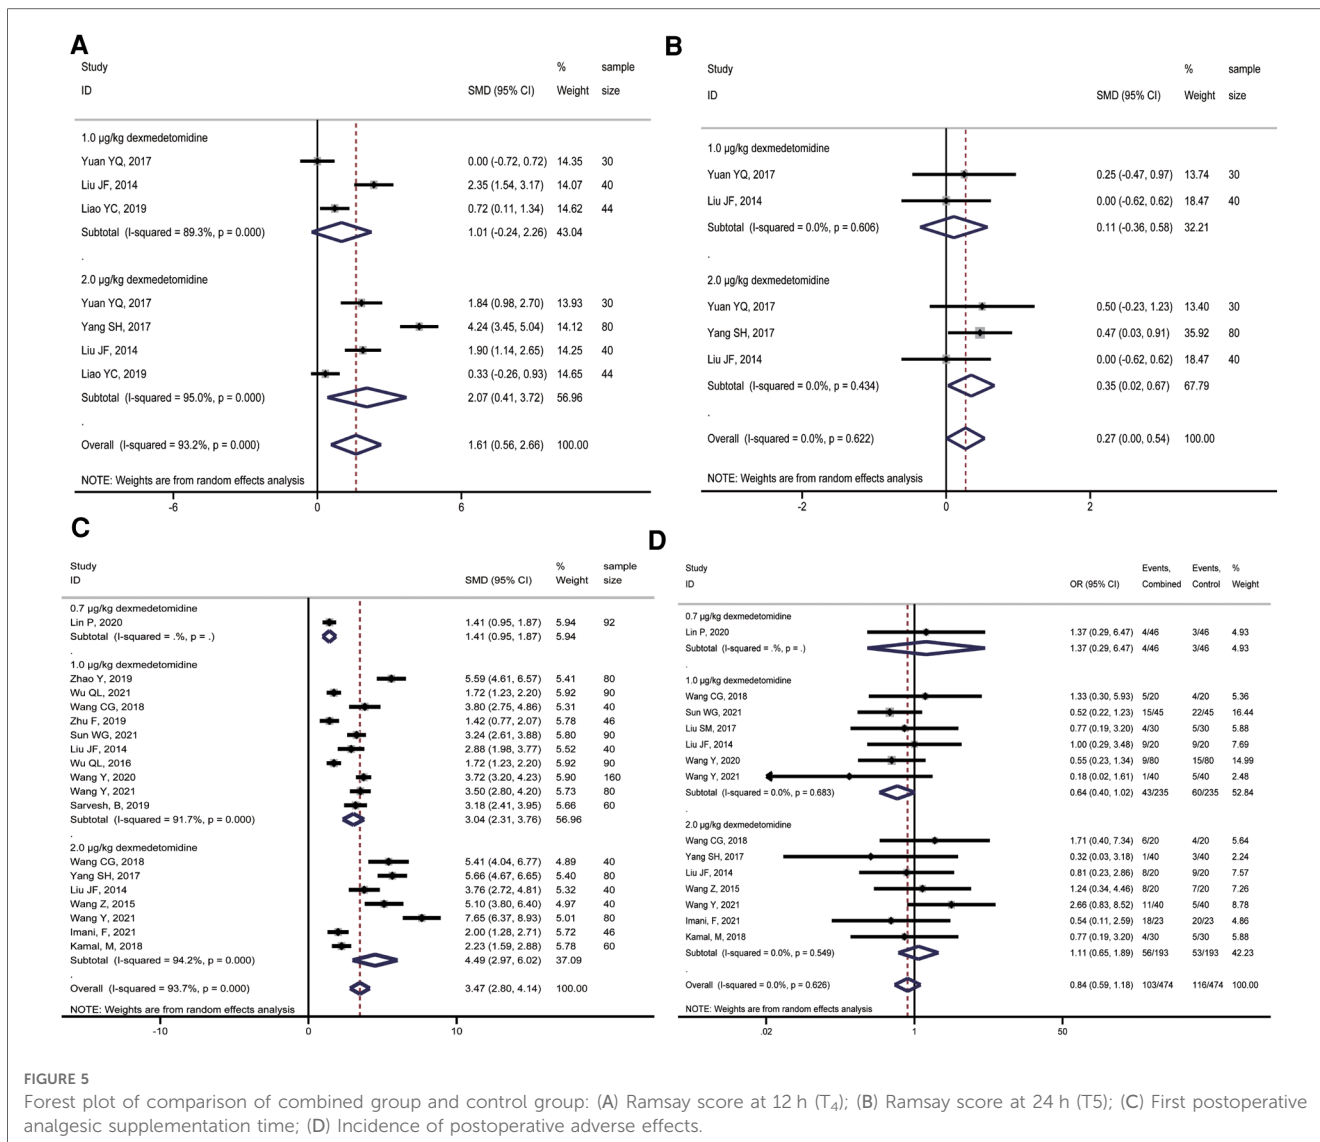 A
Study % sample
ID SMD (95% CI) Weight size
1.0 µg/kg dexmedetomidine
Yuan YQ, 2017 0.00 (-0.72, 0.72) 14.35 30
Liu JF, 2014 2.35 (1.54, 3.17) 14.07 40
Liao YC, 2019 0.72 (0.11, 1.34) 14.62 44
Subtotal (I-squared = 89.3%, p = 0.000) 1.01 (-0.24, 2.26) 43.04
.
2.0 µg/kg dexmedetomidine
Yuan YQ, 2017 1.84 (0.98, 2.70) 13.93 30
Yang SH, 2017 4.24 (3.45, 5.04) 14.12 80
Liu JF, 2014 1.90 (1.14, 2.65) 14.25 40
Liao YC, 2019 0.33 (-0.26, 0.93) 14.65 44
Subtotal (I-squared = 95.0%, p = 0.000) 2.07 (0.41, 3.72) 56.96
.
Overall (I-squared = 93.2%, p = 0.000) 1.61 (0.56, 2.66) 100.00
NOTE: Weights are from random effects analysis
-6 0 6
B
Study % sample
ID SMD (95% CI) Weight size
1.0 µg/kg dexmedetomidine
Yuan YQ, 2017 0.25 (-0.47, 0.97) 13.74 30
Liu JF, 2014 0.00 (-0.62, 0.62) 18.47 40
Subtotal (I-squared = 0.0%, p = 0.606) 0.11 (-0.36, 0.58) 32.21
.
2.0 µg/kg dexmedetomidine
Yuan YQ, 2017 0.50 (-0.23, 1.23) 13.40 30
Yang SH, 2017 0.47 (0.03, 0.91) 35.92 80
Liu JF, 2014 0.00 (-0.62, 0.62) 18.47 40
Subtotal (I-squared = 0.0%, p = 0.434) 0.35 (0.02, 0.67) 67.79
.
Overall (I-squared = 0.0%, p = 0.622) 0.27 (0.00, 0.54) 100.00
NOTE: Weights are from random effects analysis
-2 0 2
C
Study % sample
ID SMD (95% CI) Weight size
0.7 µg/kg dexmedetomidine
Lin P, 2020 1.41 (0.95, 1.87) 5.94 92
Subtotal (I-squared = .%, p = .) 1.41 (0.95, 1.87) 5.94
.
1.0 µg/kg dexmedetomidine
Zhao Y, 2019 5.59 (4.61, 6.57) 5.41 80
Wu QL, 2021 1.72 (1.23, 2.20) 5.92 90
Wang CG, 2018 3.80 (2.75, 4.86) 5.31 40
Zhu F, 2019 1.42 (0.77, 2.07) 5.78 46
Sun WG, 2021 3.24 (2.61, 3.88) 5.80 90
Liu JF, 2014 2.88 (1.98, 3.77) 5.52 40
Wu QL, 2016 1.72 (1.23, 2.20) 5.92 90
Wang Y, 2020 3.72 (3.20, 4.23) 5.90 160
Wang Y, 2021 3.50 (2.80, 4.20) 5.73 80
Sarvesh, B, 2019 3.18 (2.41, 3.95) 5.66 60
Subtotal (I-squared = 91.7%, p = 0.000) 3.04 (2.31, 3.76) 56.96
.
2.0 µg/kg dexmedetomidine
Wang CG, 2018 5.41 (4.04, 6.77) 4.89 40
Yang SH, 2017 5.66 (4.67, 6.65) 5.40 80
Liu JF, 2014 3.76 (2.72, 4.81) 5.32 40
Wang Z, 2015 5.10 (3.80, 6.40) 4.97 40
Wang Y, 2021 7.65 (6.37, 8.93) 5.01 80
Imani, F, 2021 2.00 (1.28, 2.71) 5.72 46
Kamal, M, 2018 2.23 (1.59, 2.88) 5.78 60
Subtotal (I-squared = 94.2%, p = 0.000) 4.49 (2.97, 6.02) 37.09
.
Overall (I-squared = 93.7%, p = 0.000) 3.47 (2.80, 4.14) 100.00
NOTE: Weights are from random effects analysis
-10 0 10
D
Study Events, Events, %
ID OR (95% CI) Combined Control Weight
0.7 µg/kg dexmedetomidine
Lin P, 2020 1.37 (0.29, 6.47) 4/46 3/46 4.93
Subtotal (I-squared = .%, p = .) 1.37 (0.29, 6.47) 4/46 3/46 4.93
.
1.0 µg/kg dexmedetomidine
Wang CG, 2018 1.33 (0.30, 5.93) 5/20 4/20 5.36
Sun WG, 2021 0.52 (0.22, 1.23) 15/45 22/45 16.44
Liu SM, 2017 0.77 (0.19, 3.20) 4/30 5/30 5.88
Liu JF, 2014 1.00 (0.29, 3.48) 9/20 9/20 7.69
Wang Y, 2020 0.55 (0.23, 1.34) 9/80 15/80 14.99
Wang Y, 2021 0.18 (0.02, 1.61) 1/40 5/40 2.48
Subtotal (I-squared = 0.0%, p = 0.683) 0.64 (0.40, 1.02) 43/235 60/235 52.84
.
2.0 µg/kg dexmedetomidine
Wang CG, 2018 1.71 (0.40, 7.34) 6/20 4/20 5.64
Yang SH, 2017 0.32 (0.03, 3.18) 1/40 3/40 2.24
Liu JF, 2014 0.81 (0.23, 2.86) 8/20 9/20 7.57
Wang Z, 2015 1.24 (0.34, 4.46) 8/20 7/20 7.26
Wang Y, 2021 2.66 (0.83, 8.52) 11/40 5/40 8.78
Imani, F, 2021 0.54 (0.11, 2.59) 18/23 20/23 4.86
Kamal, M, 2018 0.77 (0.19, 3.20) 4/30 5/30 5.88
Subtotal (I-squared = 0.0%, p = 0.549) 1.11 (0.65, 1.89) 56/193 53/193 42.23
.
Overall (I-squared = 0.0%, p = 0.626) 0.84 (0.59, 1.18) 103/474 116/474 100.00
NOTE: Weights are from random effects analysis
.02 1 50
FIGURE 5
Forest plot of comparison of combined group and control group: (A) Ramsay score at 12 h (T4); (B) Ramsay score at 24 h (T5); (C) First postoperative
analgesic supplementation time; (D) Incidence of postoperative adverse effects.